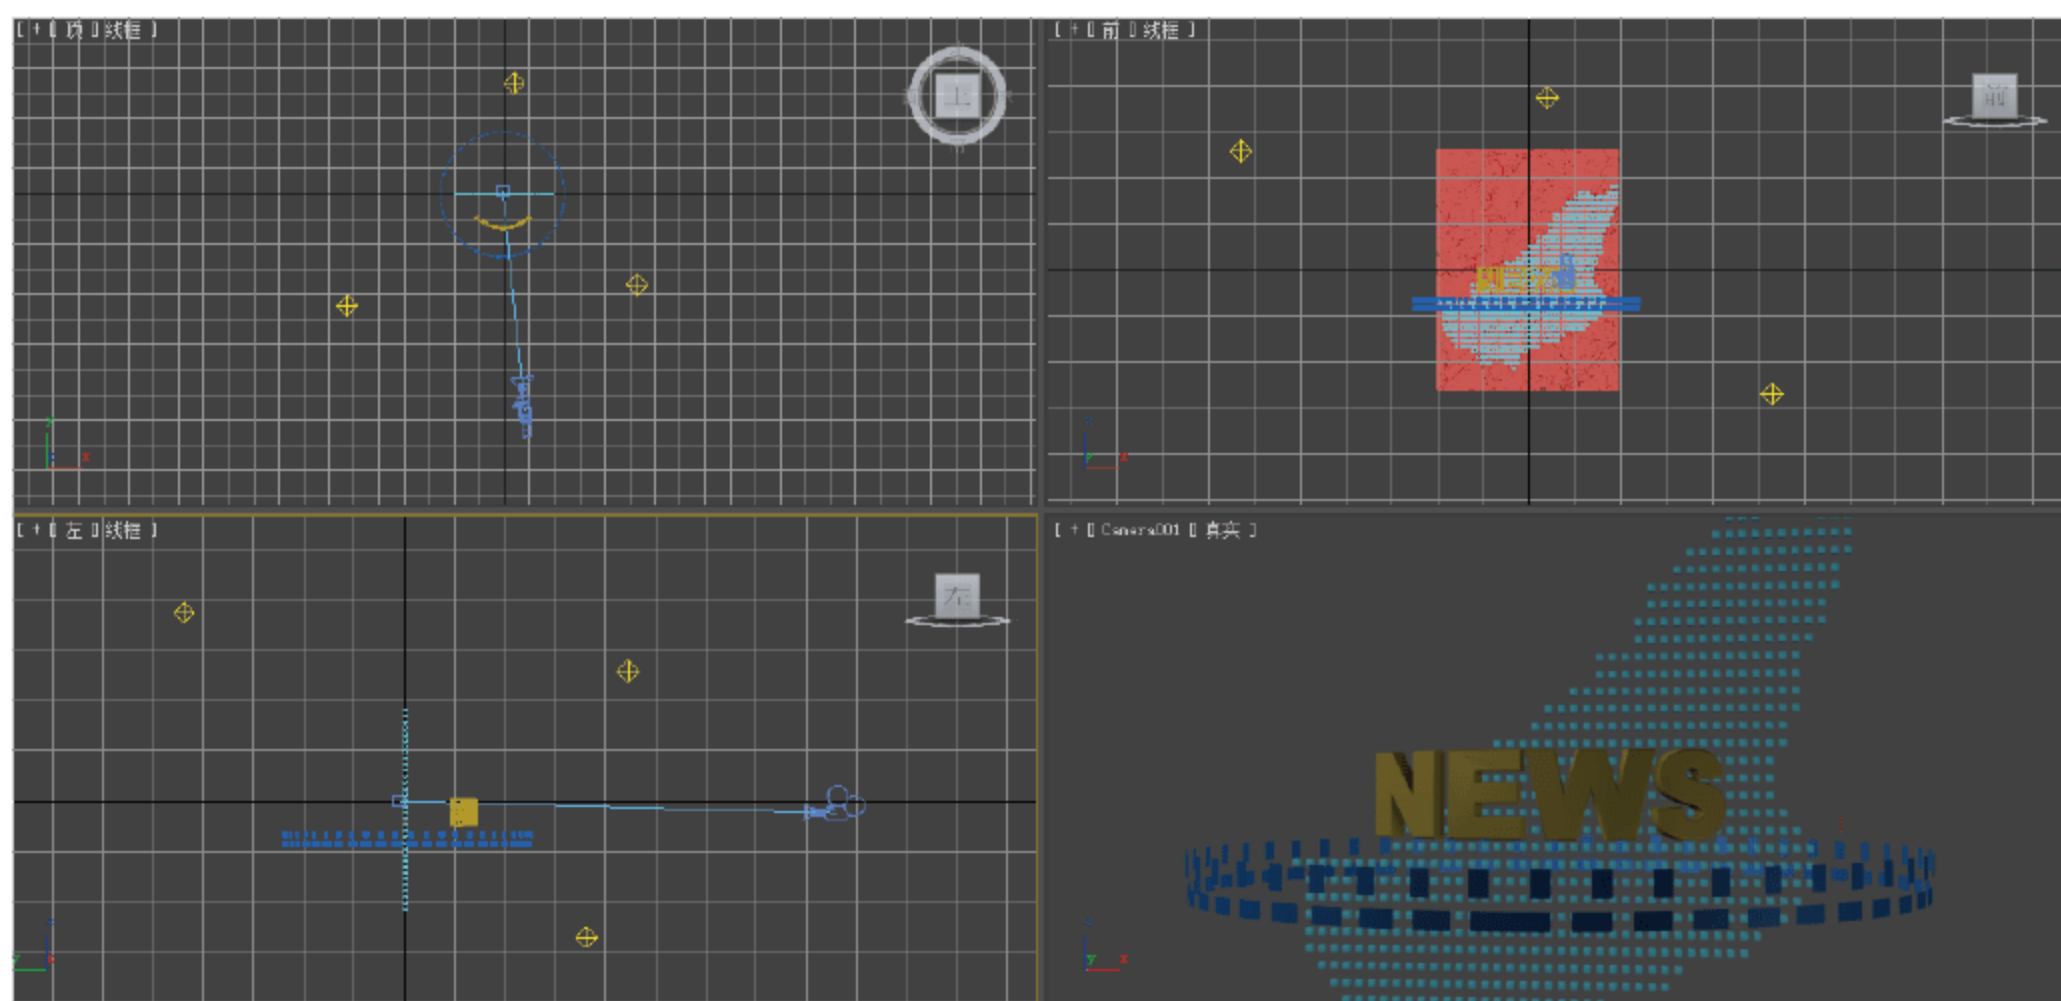 [ + [] 顶 [] 线框 ]
上
[ + [] 前 [] 线框 ]
前
[ + [] 左 [] 线框 ]
左
[ + [] Camera001 [] 真实 ]
NEWS